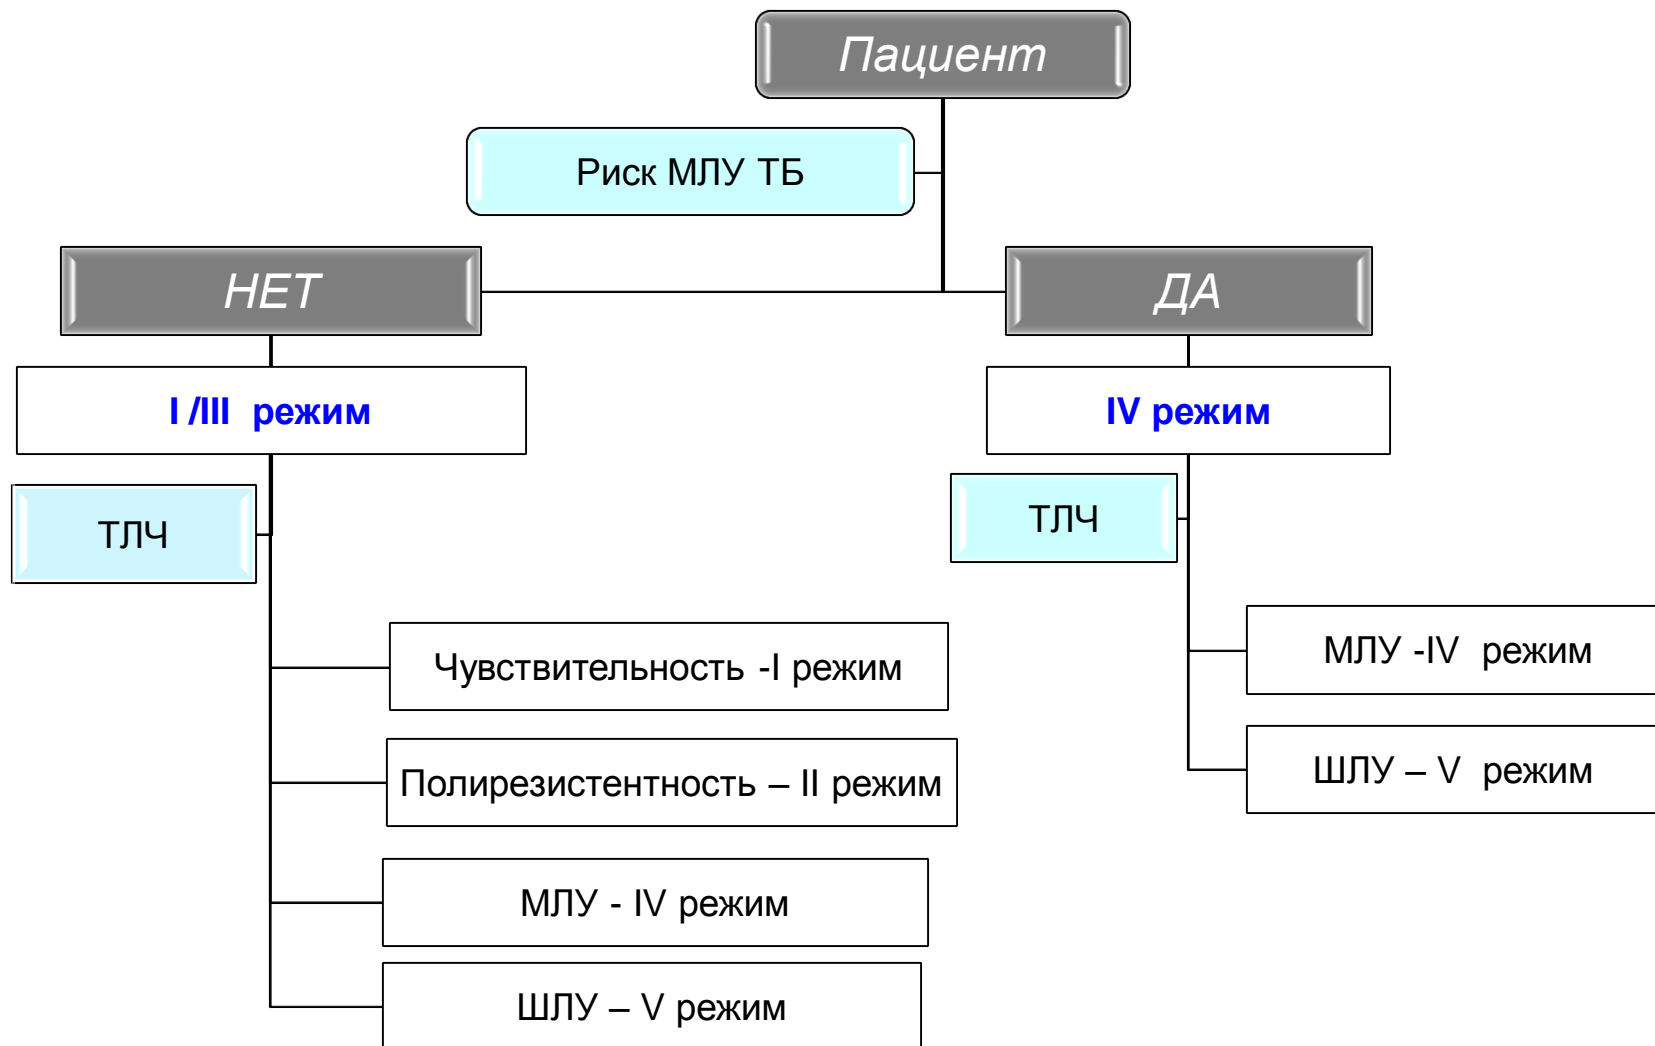 Пациент
Риск МЛУ ТБ
НЕТ
ДА
I /III режим
IV режим
ТЛЧ
ТЛЧ
Чувствительность -I режим
Полирезистентность – II режим
МЛУ - IV режим
ШЛУ – V режим
МЛУ -IV режим
ШЛУ – V режим